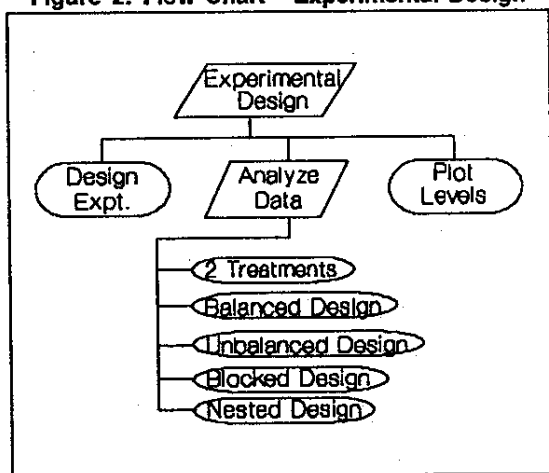 Figure 2. Flow Chart - Experimental Design
Experimental
Design
Design
Expt.
Analyze
Data
Plot
Levels
2 Treatments
Balanced Design
Unbalanced Design
Blocked Design
Nested Design